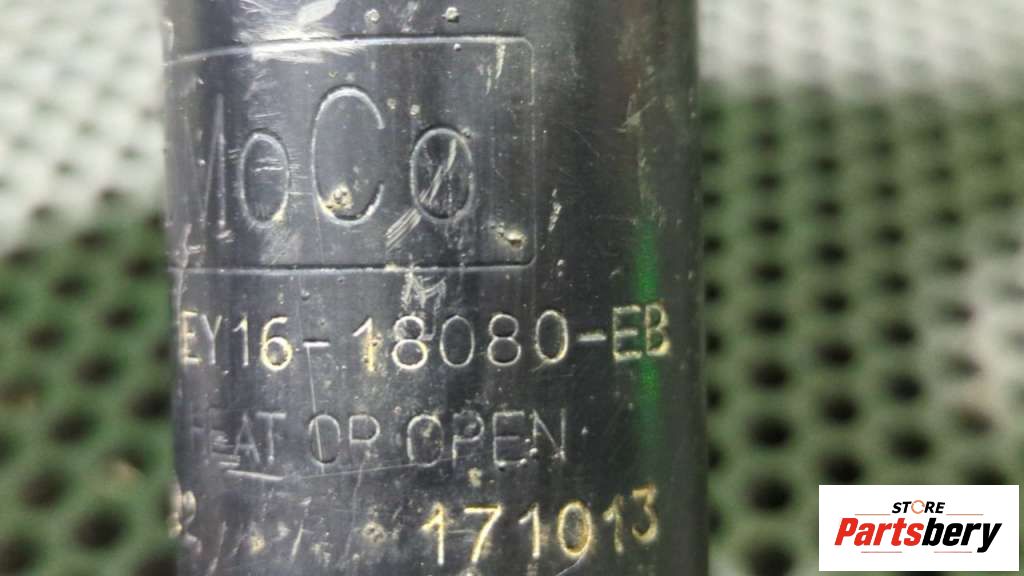 MoCo
EY16-18080-EB
HEAT OR OPEN
171013
STORE
Partsbery